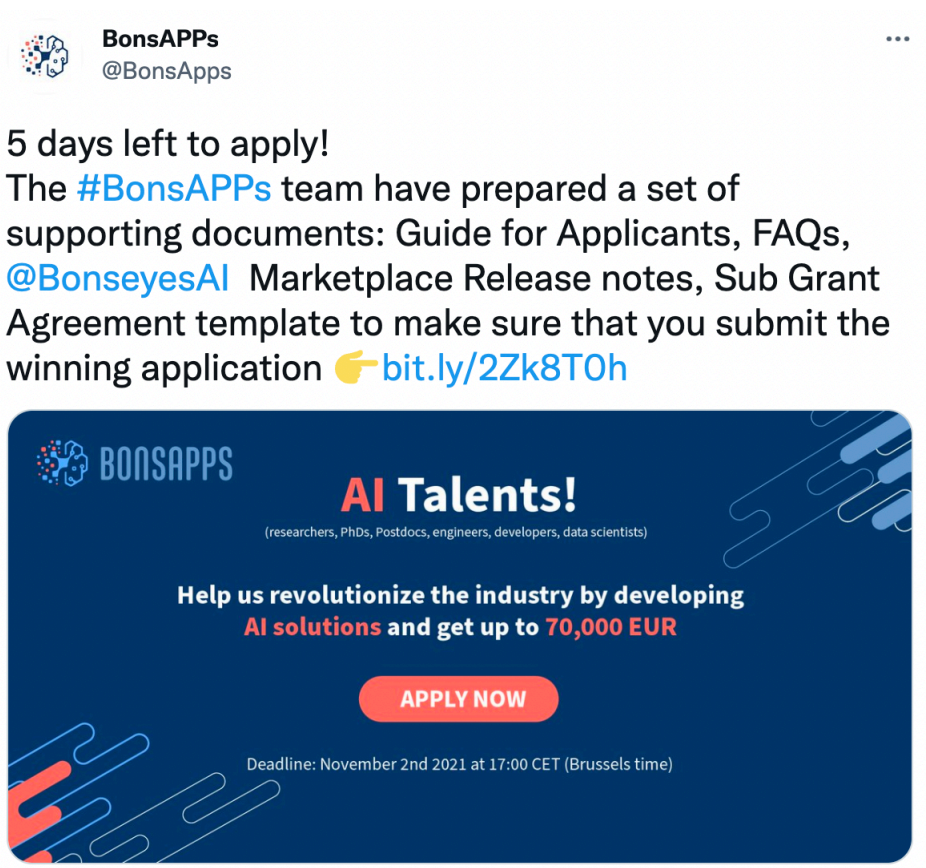 BonsAPPs
@BonsApps
5 days left to apply!
The #BonsAPPs team have prepared a set of
supporting documents: Guide for Applicants, FAQs,
@BonseyesAI Marketplace Release notes, Sub Grant
Agreement template to make sure that you submit the
winning application 👉bit.ly/2Zk8T0h
BONSAPPS
AI Talents!
(researchers, PhDs, Postdocs, engineers, developers, data scientists)
Help us revolutionize the industry by developing
AI solutions and get up to 70,000 EUR
APPLY NOW
Deadline: November 2nd 2021 at 17:00 CET (Brussels time)